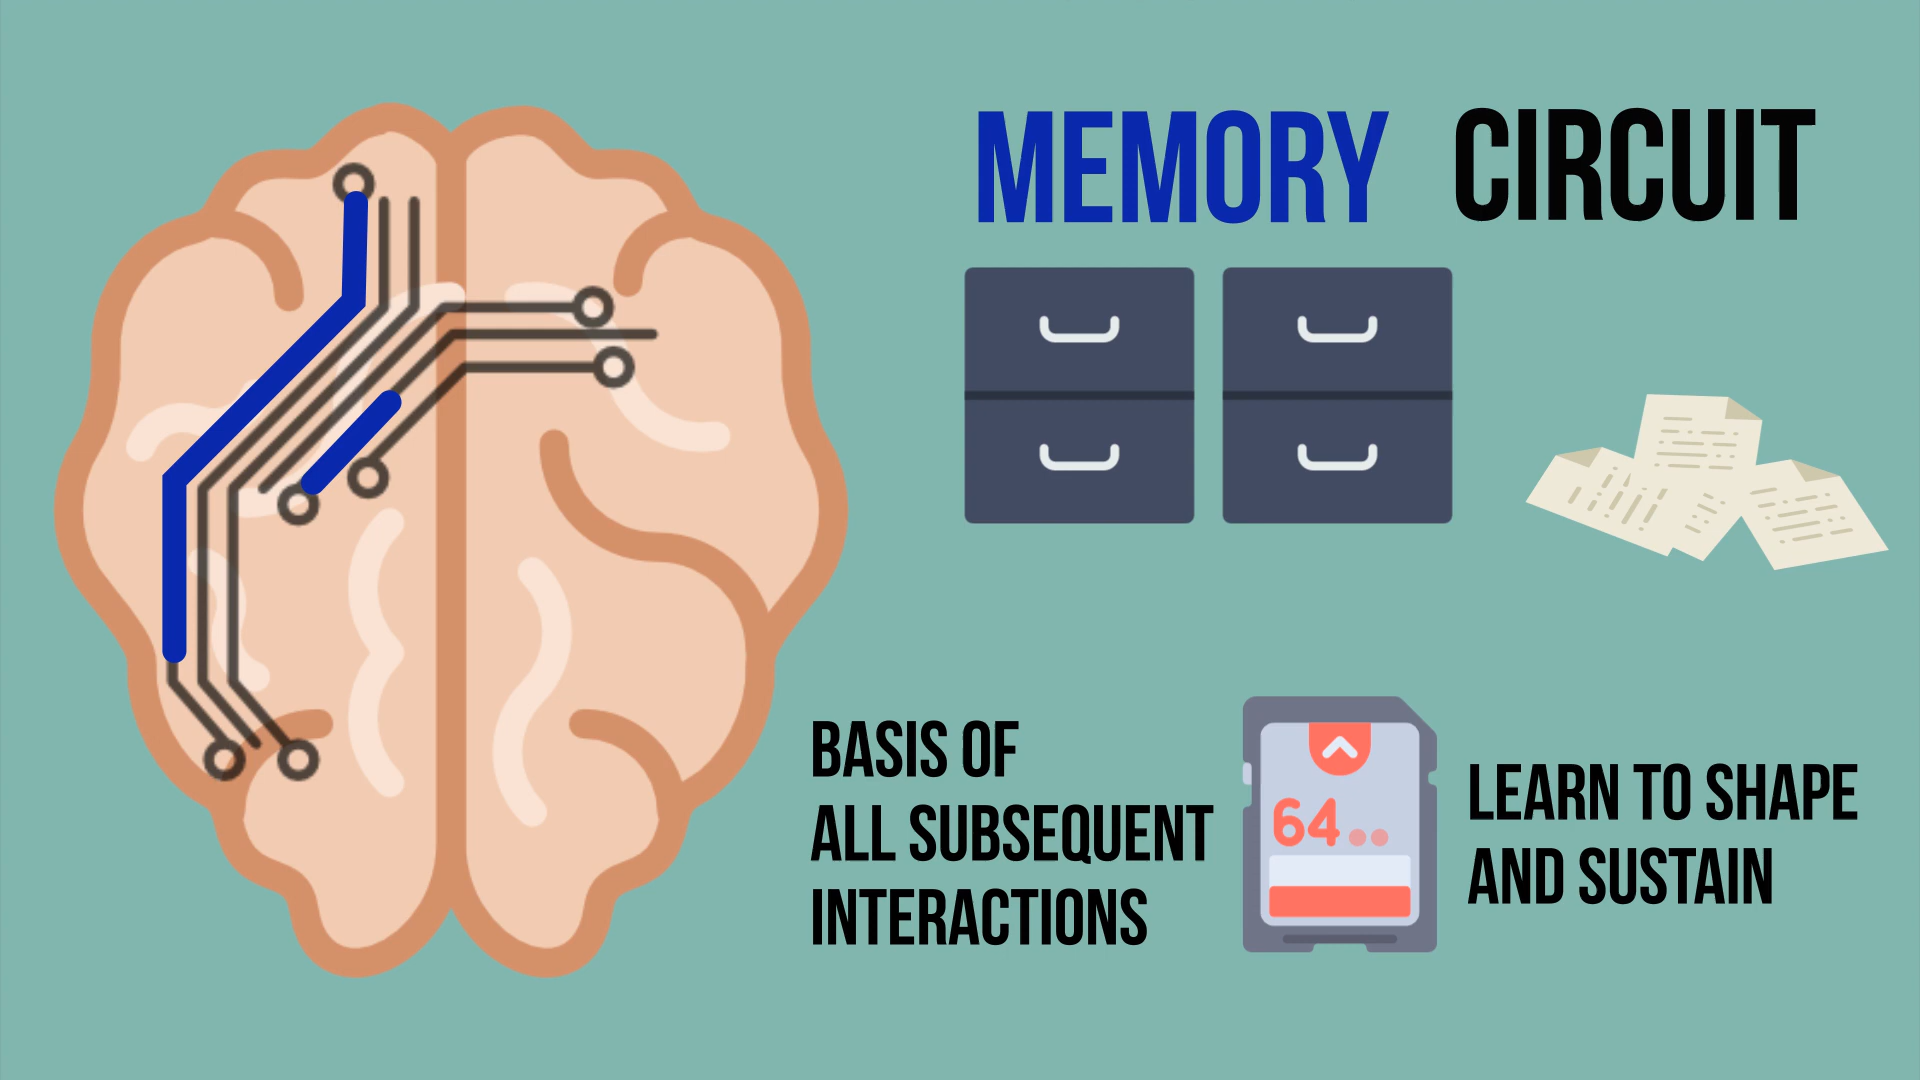 MEMORY CIRCUIT
BASIS OF
ALL SUBSEQUENT
INTERACTIONS
64
LEARN TO SHAPE
AND SUSTAIN